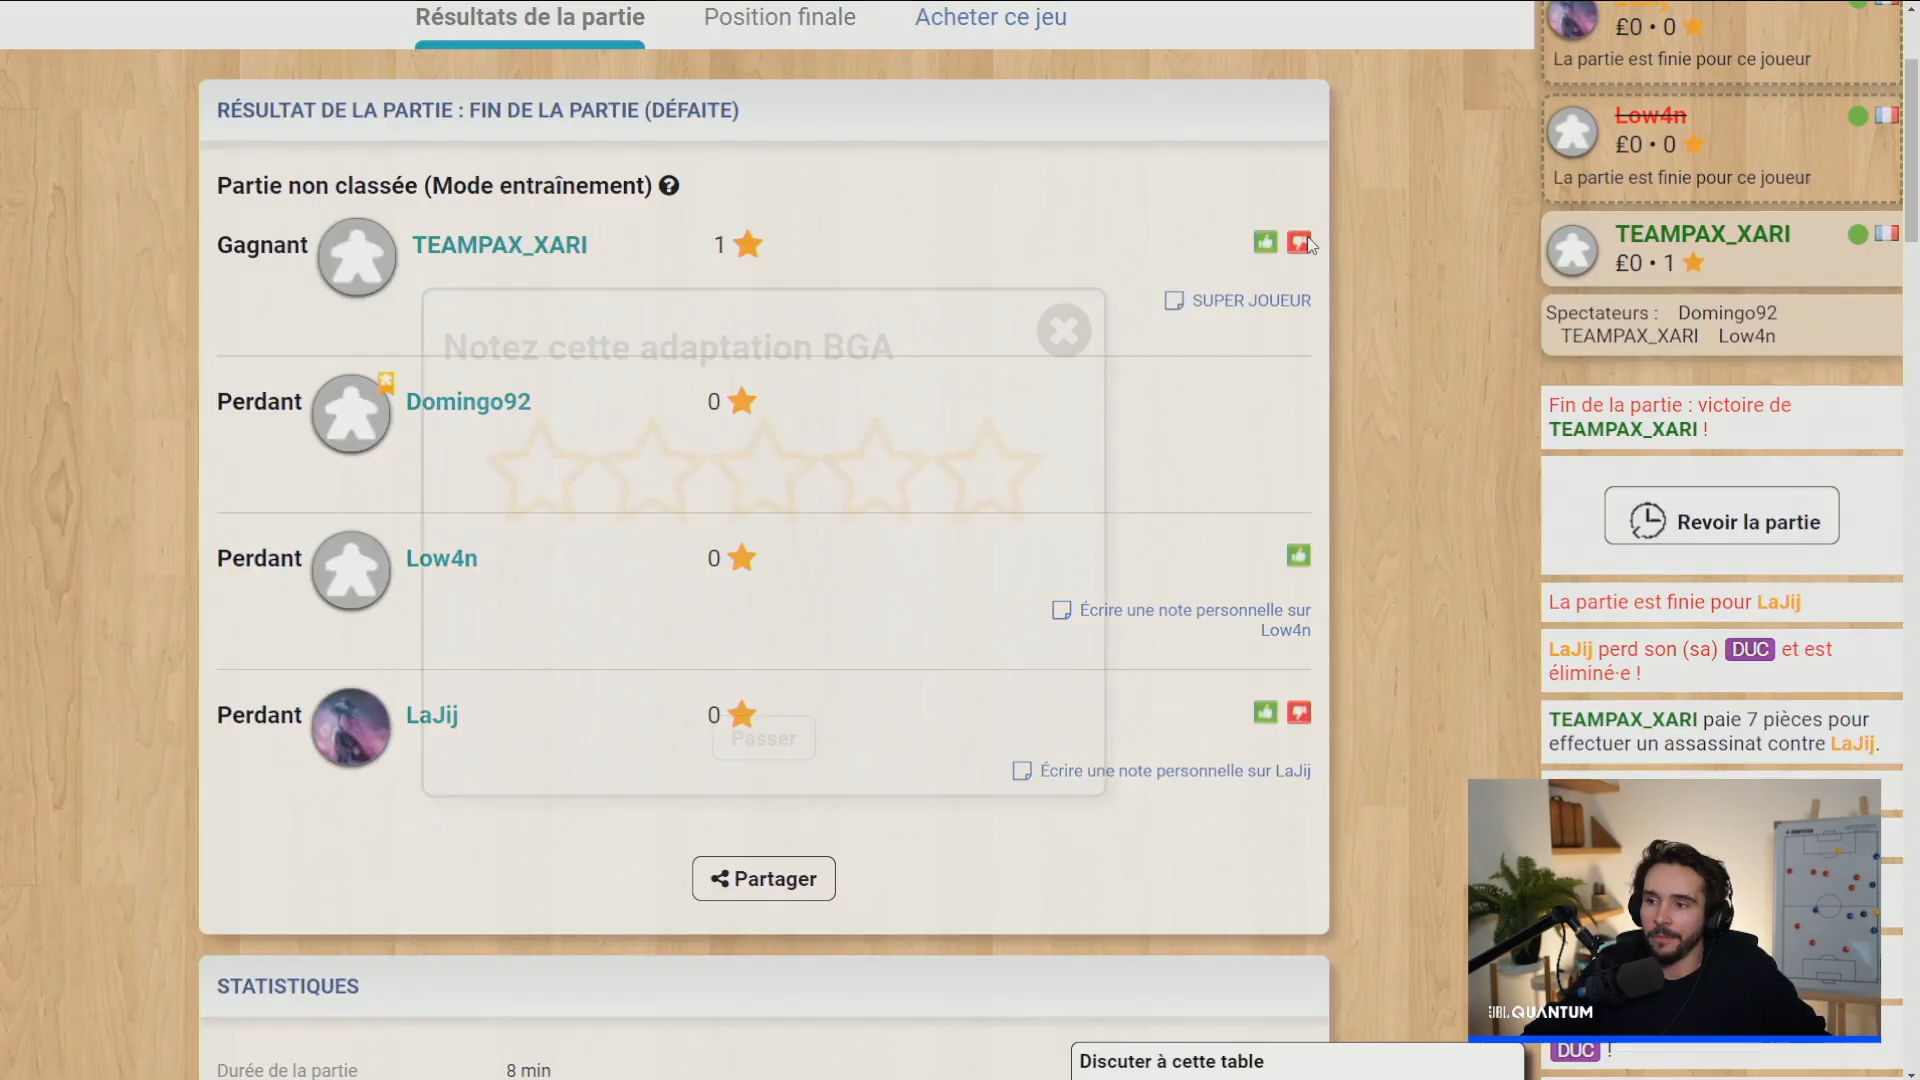 Résultats de la partie
Position finale
Acheter ce jeu
RÉSULTAT DE LA PARTIE : FIN DE LA PARTIE (DÉFAITE)
Partie non classée (Mode entraînement) ?
Gagnant
TEAMPAX_XARI
1
SUPER JOUEUR
Notez cette adaptation BGA
Perdant
Domingo92
0
Perdant
Low4n
0
Écrire une note personnelle sur
Low4n
Perdant
LaJij
0
Passer
Écrire une note personnelle sur LaJij
Partager
STATISTIQUES
Durée de la partie
8 min
Discuter à cette table
£0 • 0
La partie est finie pour ce joueur
Low4n
£0 • 0
La partie est finie pour ce joueur
TEAMPAX_XARI
£0 • 1
Spectateurs : Domingo92
TEAMPAX_XARI Low4n
Fin de la partie : victoire de
TEAMPAX_XARI !
Revoir la partie
La partie est finie pour LaJij
LaJij perd son (sa) DUC et est
éliminé·e !
TEAMPAX_XARI paie 7 pièces pour
effectuer un assassinat contre LaJij.
JBL QUANTUM
DUC !